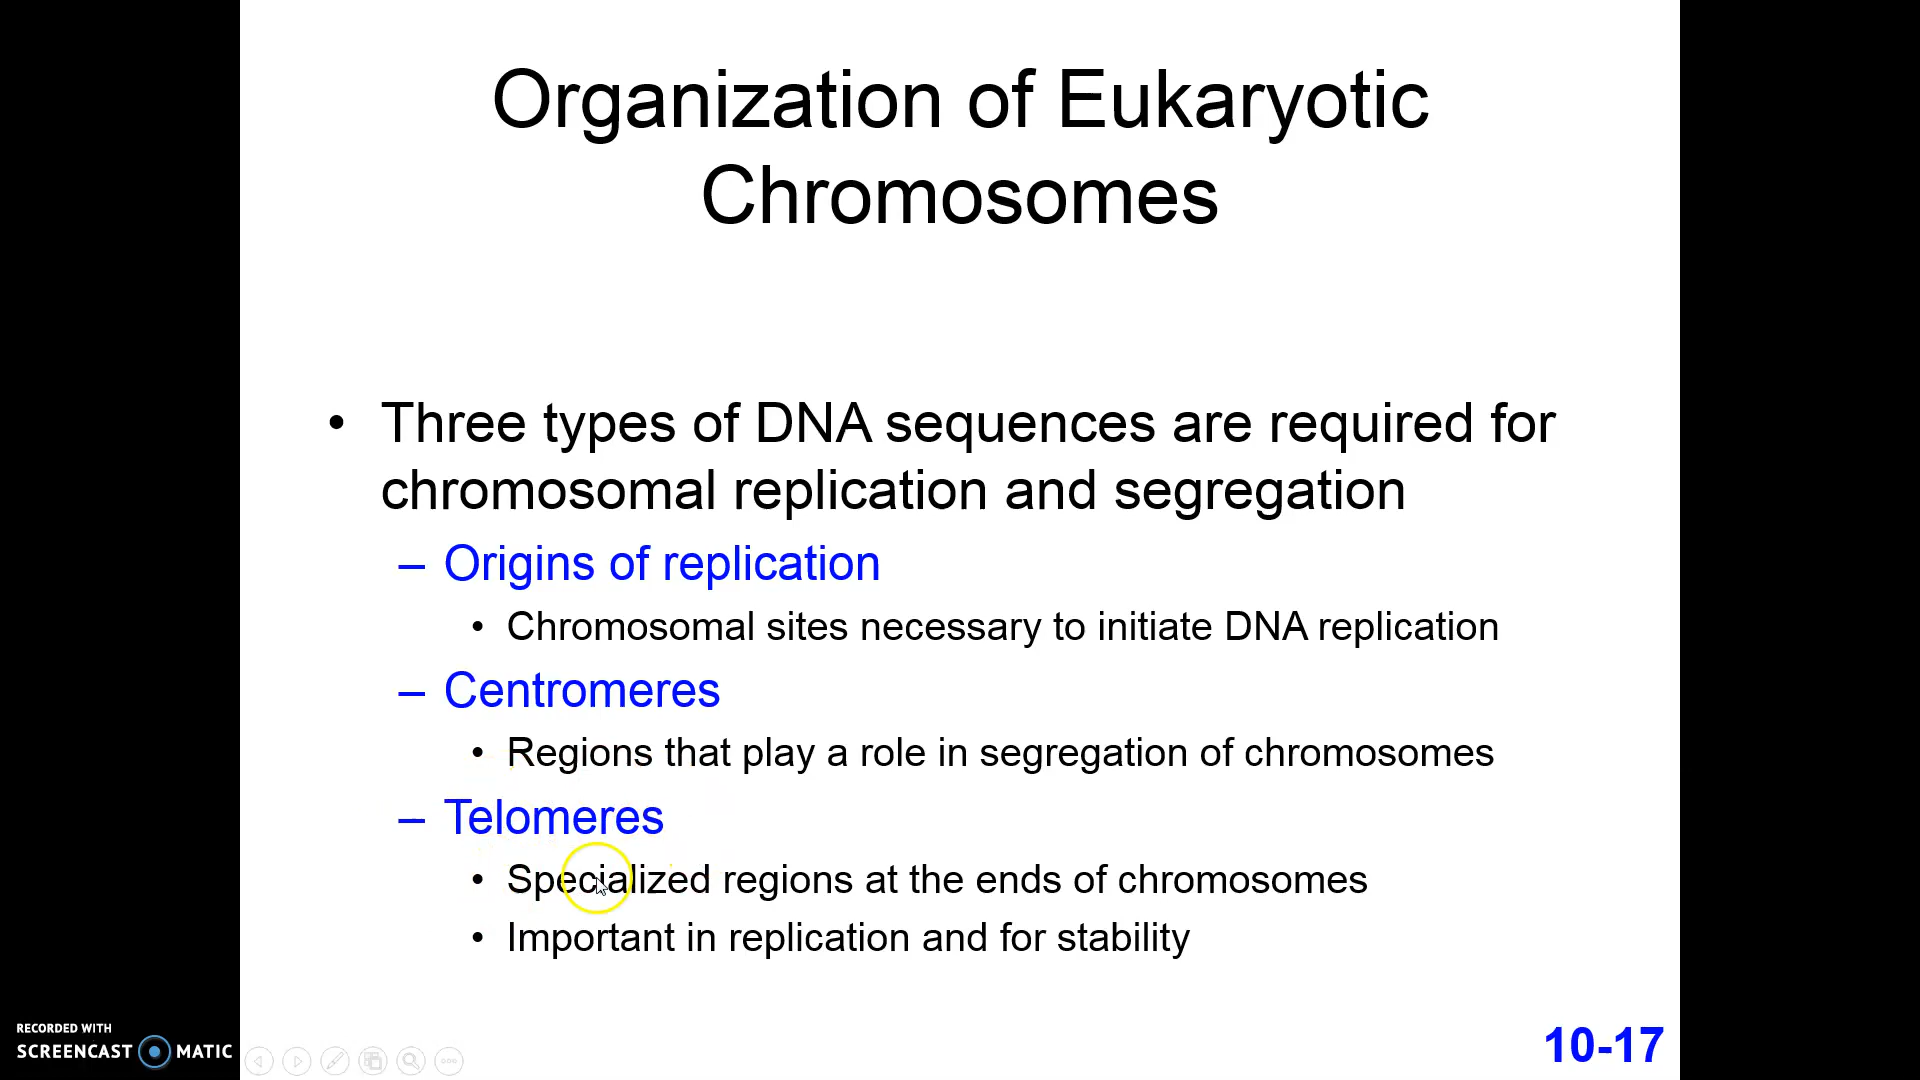 Organization of Eukaryotic
Chromosomes
• Three types of DNA sequences are required for
chromosomal replication and segregation
– Origins of replication
• Chromosomal sites necessary to initiate DNA replication
– Centromeres
• Regions that play a role in segregation of chromosomes
– Telomeres
• Specialized regions at the ends of chromosomes
• Important in replication and for stability
10-17
RECORDED WITH
SCREENCAST MATIC